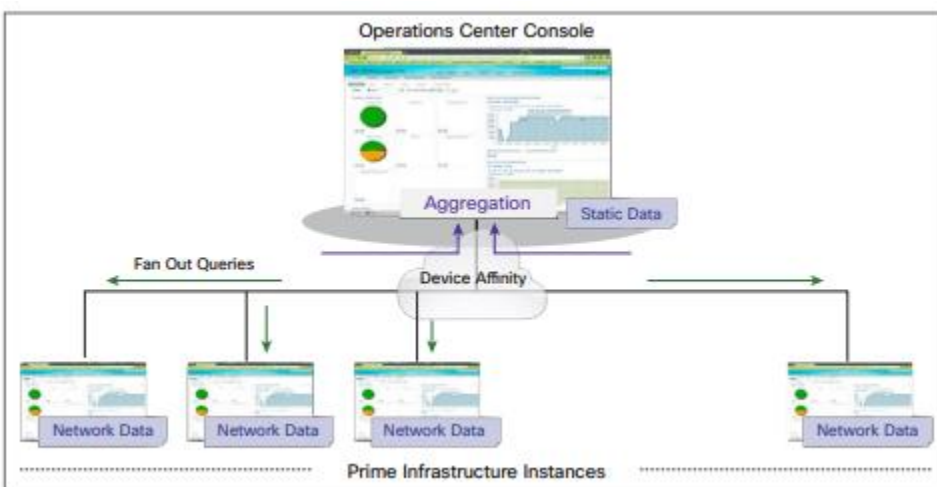 Operations Center Console
Aggregation
Static Data
Fan Out Queries
Device Affinity
Network Data
Network Data
Network Data
Network Data
Prime Infrastructure Instances